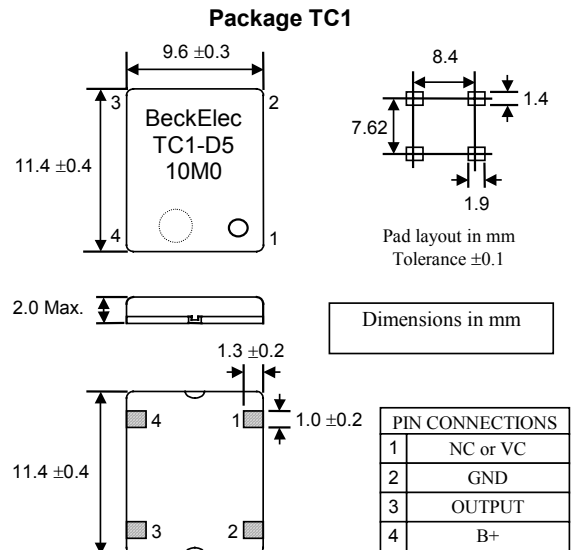 Package TC1
9.6 ±0.3
3
2
BeckElec
TC1-D5
10M0
11.4 ±0.4
4
1
8.4
1.4
7.62
1.9
Pad layout in mm
Tolerance ±0.1
2.0 Max.
Dimensions in mm
1.3 ±0.2
4
1
1.0 ±0.2
11.4 ±0.4
3
2
PIN CONNECTIONS
1 NC or VC
2 GND
3 OUTPUT
4 B+